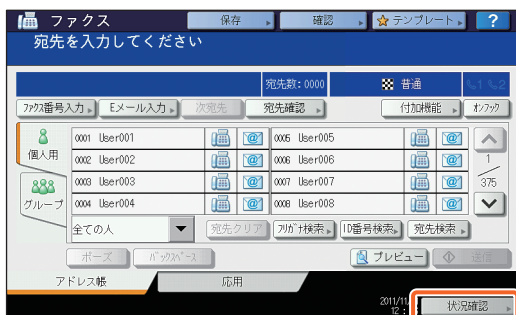 ファクス 保存 確認 テンプレート ?
宛先を入力してください
宛先数:0000 普通
ファクス番号入力 Eメール入力 次宛先 宛先確認 付加機能 オンフック
個人用 0001 User001 0005 User005
0002 User002 0006 User006 1
0003 User003 0007 User007 375
グループ 0004 User004 0008 User008
全ての人 宛先クリア フリガナ検索 ID番号検索 宛先検索
ポーズ バックスペース プレビュー 送信
アドレス帳 応用
2011/11/
12: 状況確認